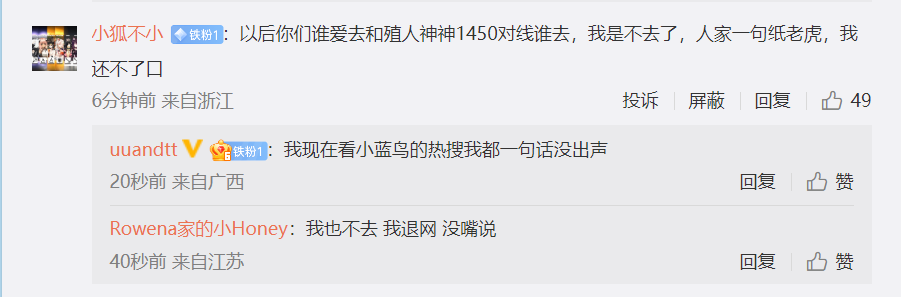 小狐不小 铁粉1：以后你们谁爱去和殖人神神1450对线谁去，我是不去了，人家一句纸老虎，我
还不了口
6分钟前 来自浙江 投诉 屏蔽 回复 49
uuandtt 6 铁粉1：我现在看小蓝鸟的热搜我都一句话没出声
20秒前 来自广西 回复 赞
Rowena家的小Honey：我也不去 我退网 没嘴说
40秒前 来自江苏 回复 赞